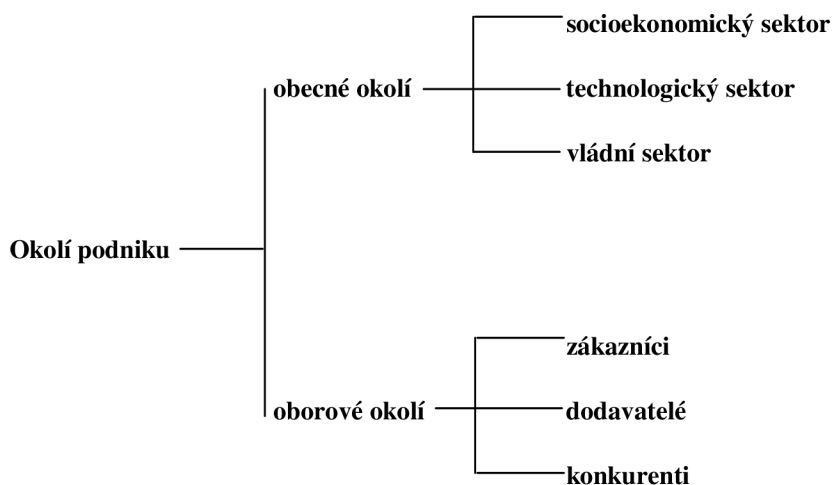 socioekonomický sektor
obecné okolí
technologický sektor
vládní sektor
Okolí podniku
zákazníci
oborové okolí
dodavatelé
konkurenti